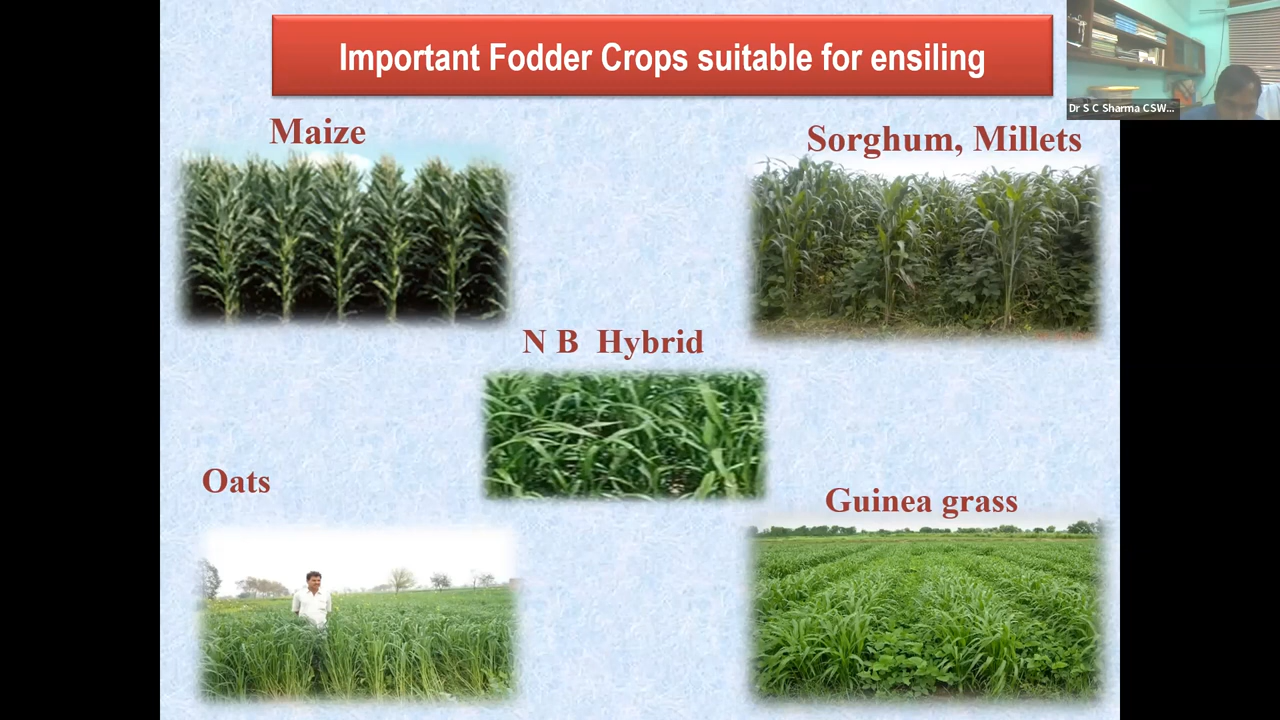 Important Fodder Crops suitable for ensiling
Dr S C Sharma CSW...
Maize
Sorghum, Millets
N B Hybrid
Oats
Guinea grass